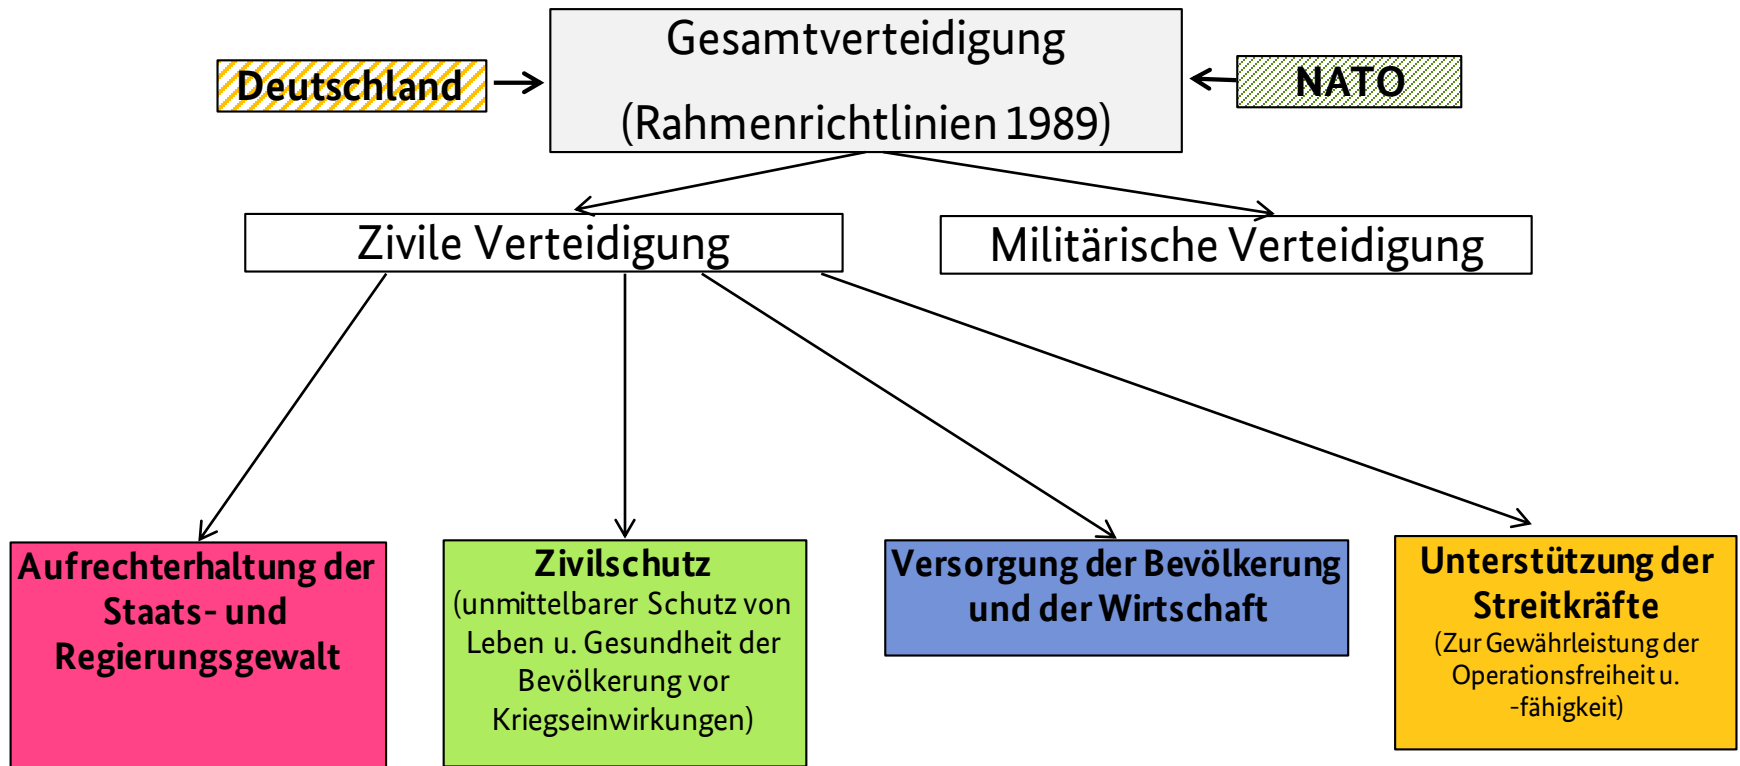 Gesamtverteidigung
(Rahmenrichtlinien 1989)
Deutschland
NATO
Zivile Verteidigung
Militärische Verteidigung
Aufrechterhaltung der
Staats- und
Regierungsgewalt
Zivilschutz
(unmittelbarer Schutz von
Leben u. Gesundheit der
Bevölkerung vor
Kriegseinwirkungen)
Versorgung der Bevölkerung
und der Wirtschaft
Unterstützung der
Streitkräfte
(Zur Gewährleistung der
Operationsfreiheit u.
-fähigkeit)